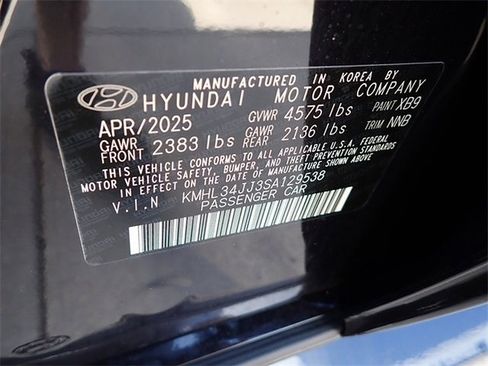 MANUFACTURED IN KOREA BY
HYUNDAI MOTOR COMPANY
APR/2025 GVWR 4575 lbs PAINT XB9
GAWR FRONT 2383 lbs GAWR REAR 2136 lbs TRIM NNB
THIS VEHICLE CONFORMS TO ALL APPLICABLE U.S.A. FEDERAL
MOTOR VEHICLE SAFETY, BUMPER, AND THEFT PREVENTION STANDARDS
IN EFFECT ON THE DATE OF MANUFACTURE SHOWN ABOVE.
V.I.N KMHL34JJ3SA129538
PASSENGER CAR